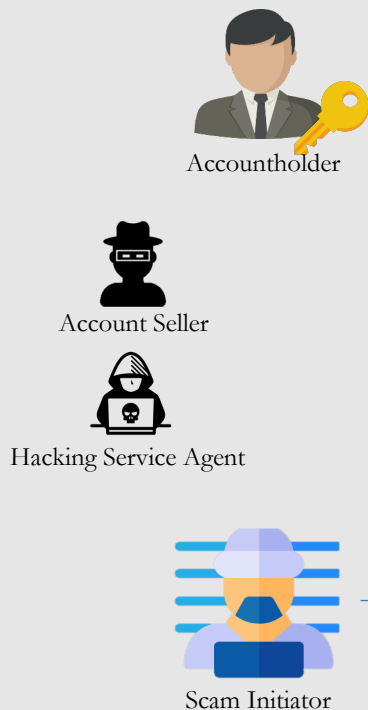 Accountholder
Account Seller
Hacking Service Agent
Scam Initiator